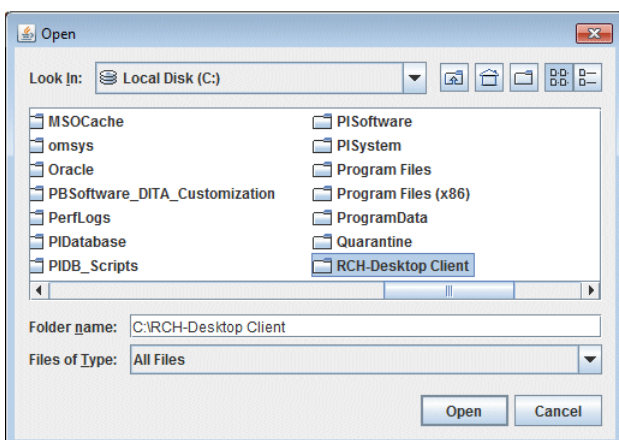 Open
Look In: Local Disk (C:)
MSOCache
omsys
Oracle
PBSoftware_DITA_Customization
PerfLogs
PIDatabase
PIDB_Scripts
PISoftware
PISystem
Program Files
Program Files (x86)
ProgramData
Quarantine
RCH-Desktop Client
Folder name: C:\RCH-Desktop Client
Files of Type: All Files
Open Cancel